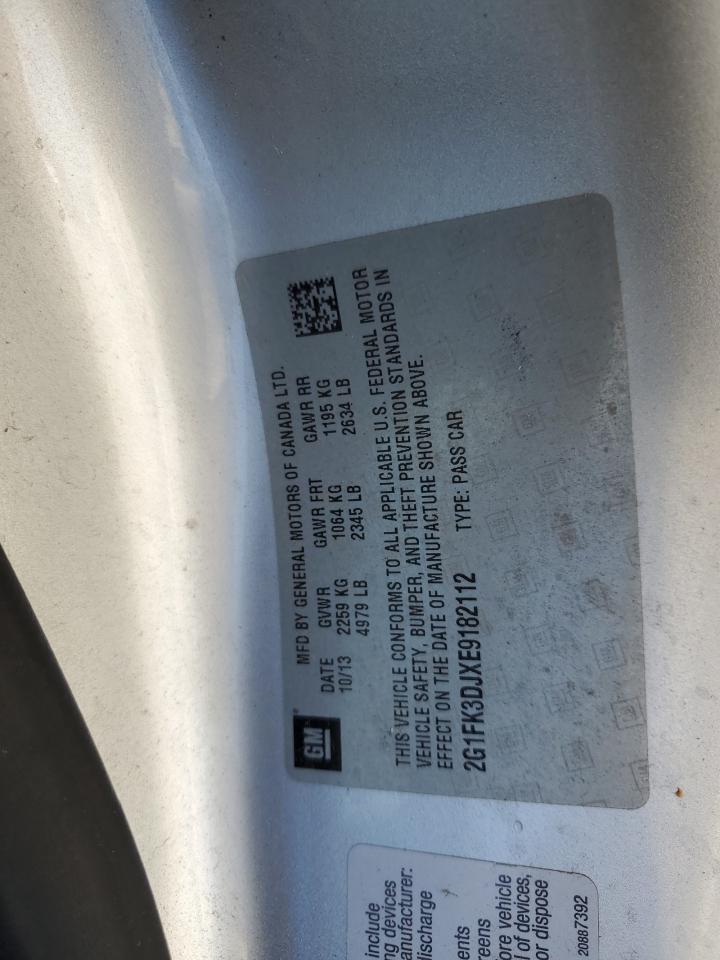 GM
MFD BY GENERAL MOTORS OF CANADA LTD.
DATE GVWR GAWR FRT GAWR RR
10/13 2259 KG 1064 KG 1195 KG
4979 LB 2345 LB 2634 LB
THIS VEHICLE CONFORMS TO ALL APPLICABLE U.S. FEDERAL MOTOR
VEHICLE SAFETY, BUMPER, AND THEFT PREVENTION STANDARDS IN
EFFECT ON THE DATE OF MANUFACTURE SHOWN ABOVE.
2G1FK3DJXE9182112 TYPE: PASS CAR
include
ng devices
anufacturer:
discharge
ents
reens
ore vehicle
l of devices,
or dispose
20887392